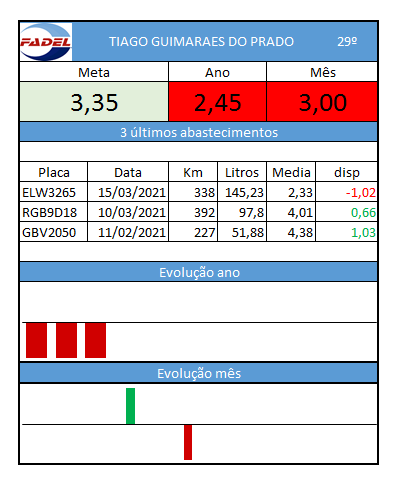 FADEL TIAGO GUIMARAES DO PRADO 29º
Meta Ano Mês
3,35 2,45 3,00
3 últimos abastecimentos
Placa Data Km Litros Media disp
ELW3265 15/03/2021 338 145,23 2,33 -1,02
RGB9D18 10/03/2021 392 97,8 4,01 0,66
GBV2050 11/02/2021 227 51,88 4,38 1,03
Evolução ano
Evolução mês